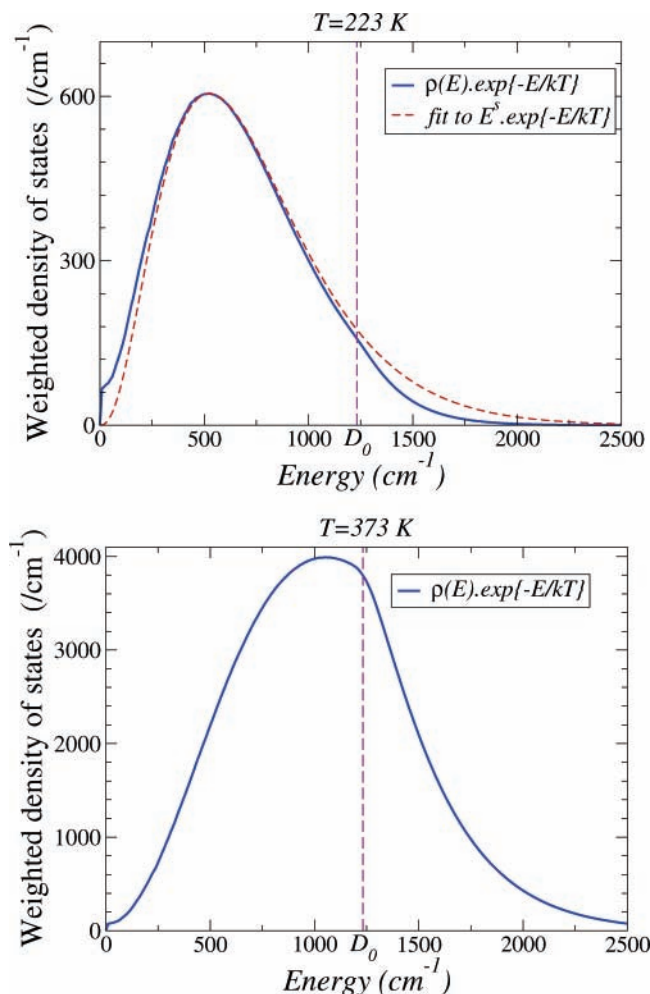 T=223 K
Weighted density of states (/cm⁻¹)
600
300
0
ρ(E).exp{-E/kT}
fit to Eˢ.exp{-E/kT}
0 500 1000 D₀ 1500 2000 2500
Energy (cm⁻¹)
T=373 K
Weighted density of states (/cm⁻¹)
4000
3000
2000
1000
0
ρ(E).exp{-E/kT}
0 500 1000 D₀ 1500 2000 2500
Energy (cm⁻¹)